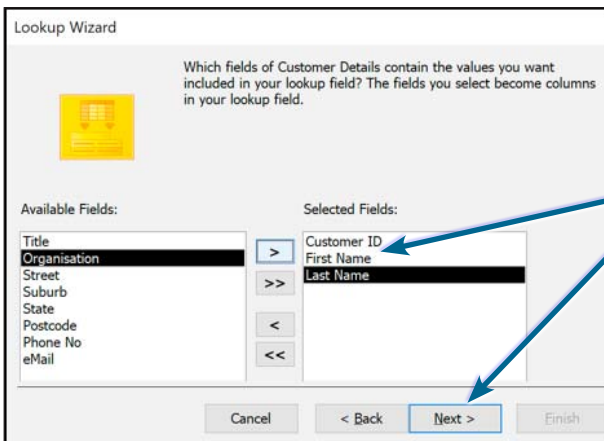 Lookup Wizard
Which fields of Customer Details contain the values you want
included in your lookup field? The fields you select become columns
in your lookup field.
Available Fields:
Title
Organisation
Street
Suburb
State
Postcode
Phone No
eMail
>
>>
<
<<
Selected Fields:
Customer ID
First Name
Last Name
Cancel
< Back
Next >
Finish